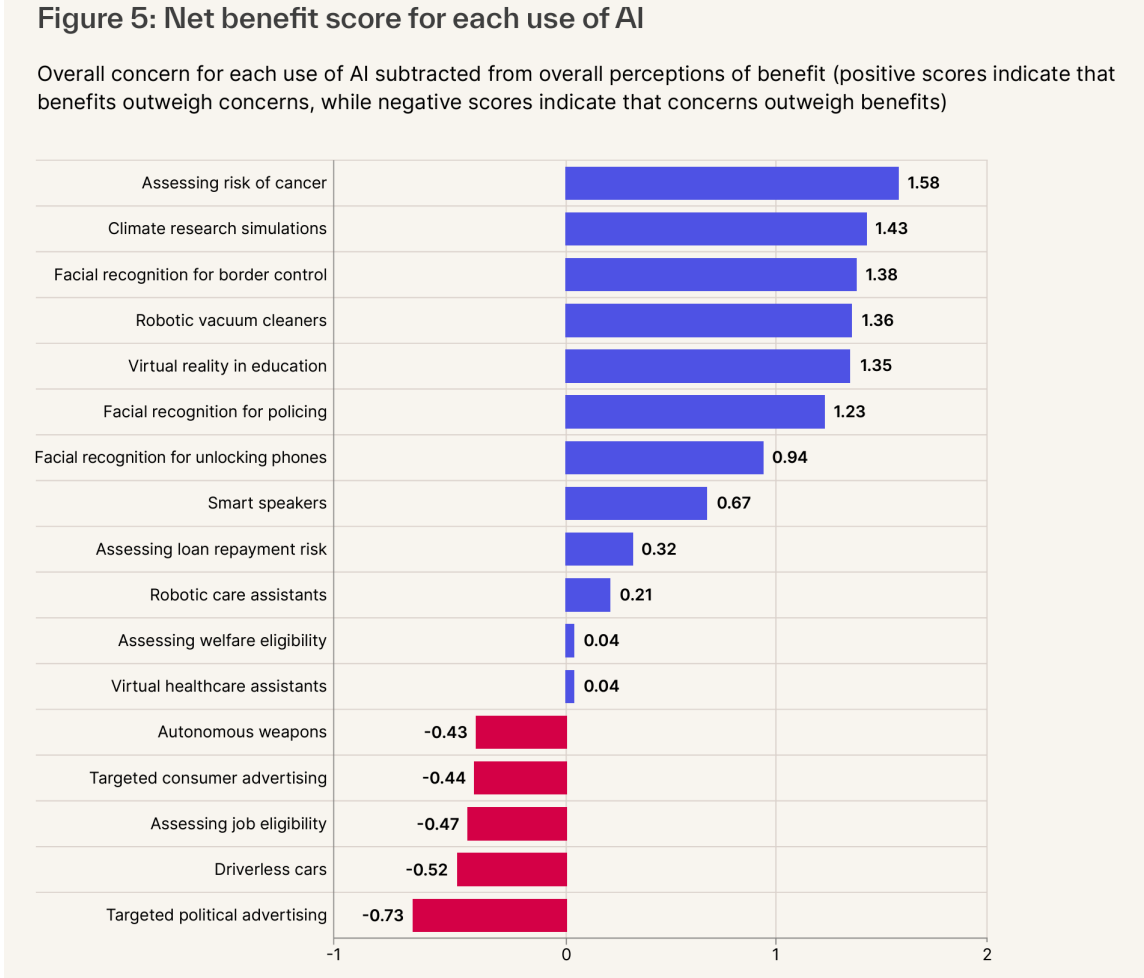 Figure 5: Net benefit score for each use of AI
Overall concern for each use of AI subtracted from overall perceptions of benefit (positive scores indicate that
benefits outweigh concerns, while negative scores indicate that concerns outweigh benefits)
Assessing risk of cancer 1.58
Climate research simulations 1.43
Facial recognition for border control 1.38
Robotic vacuum cleaners 1.36
Virtual reality in education 1.35
Facial recognition for policing 1.23
Facial recognition for unlocking phones 0.94
Smart speakers 0.67
Assessing loan repayment risk 0.32
Robotic care assistants 0.21
Assessing welfare eligibility 0.04
Virtual healthcare assistants 0.04
Autonomous weapons -0.43
Targeted consumer advertising -0.44
Assessing job eligibility -0.47
Driverless cars -0.52
Targeted political advertising -0.73
-1 0 1 2